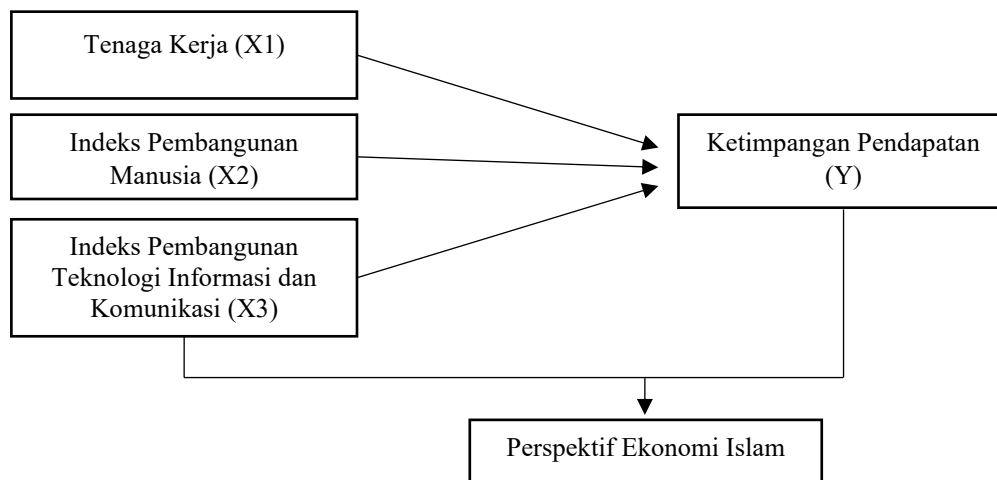 Tenaga Kerja (X1)
Indeks Pembangunan
Manusia (X2)
Indeks Pembangunan
Teknologi Informasi dan
Komunikasi (X3)
Ketimpangan Pendapatan
(Y)
Perspektif Ekonomi Islam